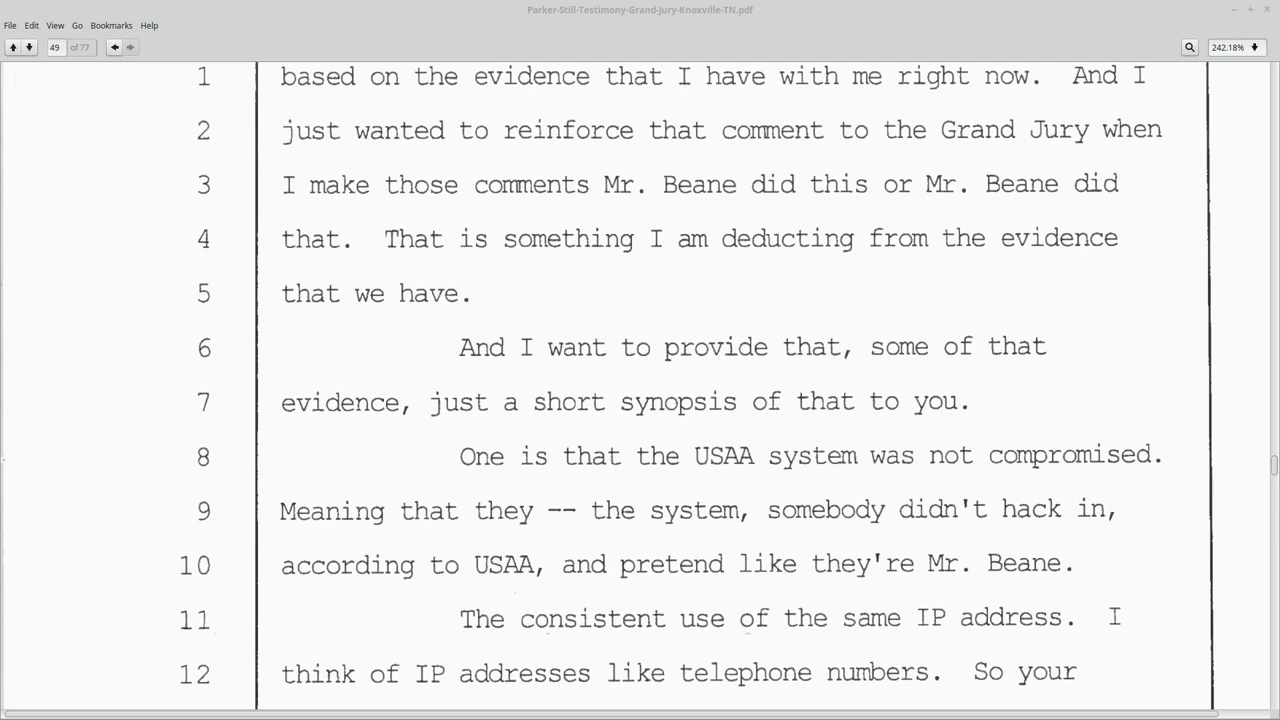 Parker-Still-Testimony-Grand-Jury-Knoxville-TN.pdf
File Edit View Go Bookmarks Help
49 of 77 242.18%
1 based on the evidence that I have with me right now. And I
2 just wanted to reinforce that comment to the Grand Jury when
3 I make those comments Mr. Beane did this or Mr. Beane did
4 that. That is something I am deducting from the evidence
5 that we have.
6 And I want to provide that, some of that
7 evidence, just a short synopsis of that to you.
8 One is that the USAA system was not compromised.
9 Meaning that they -- the system, somebody didn't hack in,
10 according to USAA, and pretend like they're Mr. Beane.
11 The consistent use of the same IP address. I
12 think of IP addresses like telephone numbers. So your